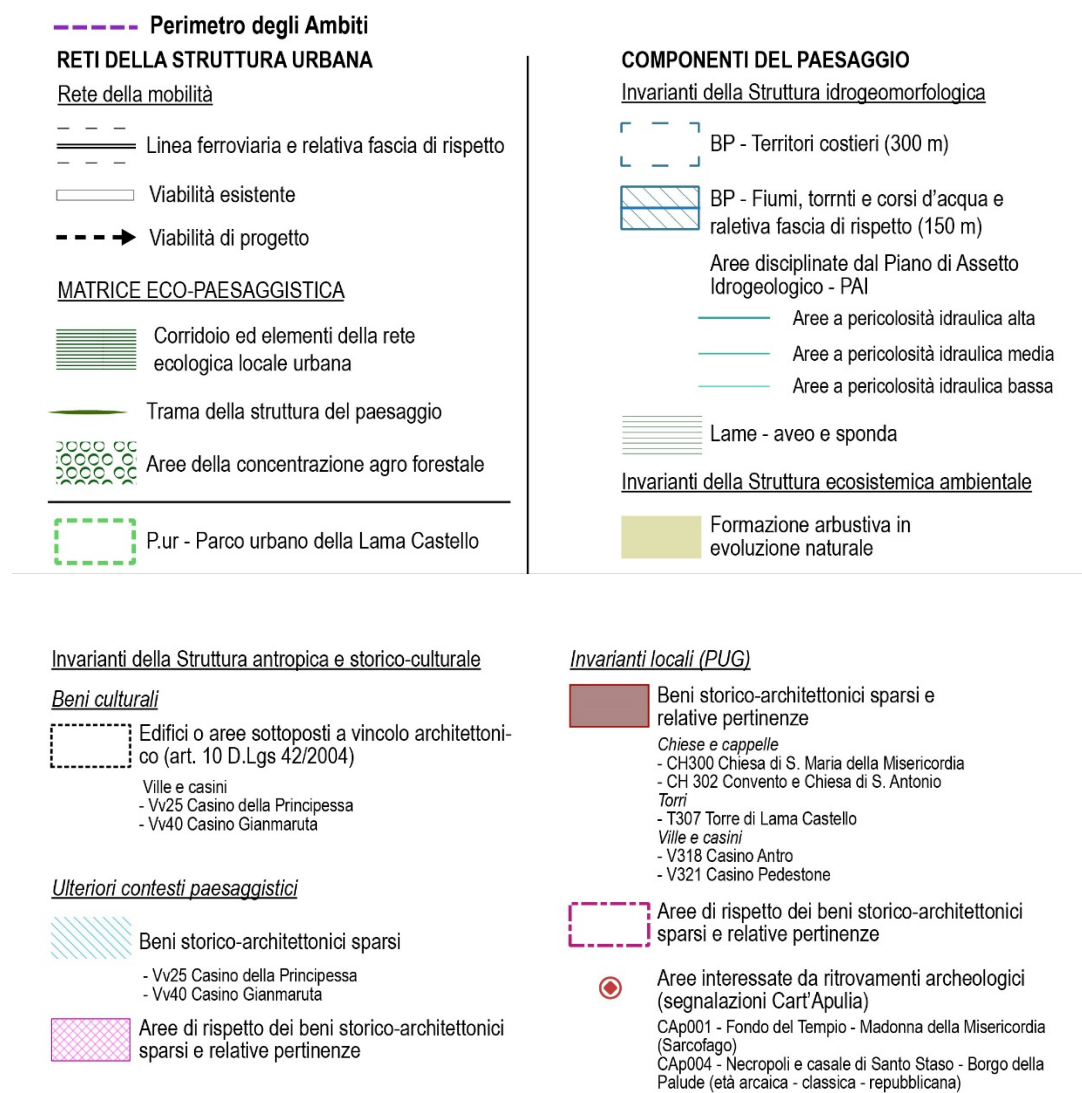 Perimetro degli Ambiti
RETI DELLA STRUTTURA URBANA
Rete della mobilità
Linea ferroviaria e relativa fascia di rispetto
Viabilità esistente
Viabilità di progetto
MATRICE ECO-PAESAGGISTICA
Corridoio ed elementi della rete
ecologica locale urbana
Trama della struttura del paesaggio
Aree della concentrazione agro forestale
P.ur - Parco urbano della Lama Castello
COMPONENTI DEL PAESAGGIO
Invarianti della Struttura idrogeomorfologica
BP - Territori costieri (300 m)
BP - Fiumi, torrnti e corsi d'acqua e
raletiva fascia di rispetto (150 m)
Aree disciplinate dal Piano di Assetto
Idrogeologico - PAI
Aree a pericolosità idraulica alta
Aree a pericolosità idraulica media
Aree a pericolosità idraulica bassa
Lame - aveo e sponda
Invarianti della Struttura ecosistemica ambientale
Formazione arbustiva in
evoluzione naturale
Invarianti della Struttura antropica e storico-culturale
Beni culturali
Edifici o aree sottoposti a vincolo architettoni-
co (art. 10 D.Lgs 42/2004)
Ville e casini
- Vv25 Casino della Principessa
- Vv40 Casino Gianmaruta
Ulteriori contesti paesaggistici
Beni storico-architettonici sparsi
- Vv25 Casino della Principessa
- Vv40 Casino Gianmaruta
Aree di rispetto dei beni storico-architettonici
sparsi e relative pertinenze
Invarianti locali (PUG)
Beni storico-architettonici sparsi e
relative pertinenze
Chiese e cappelle
- CH300 Chiesa di S. Maria della Misericordia
- CH 302 Convento e Chiesa di S. Antonio
Torri
- T307 Torre di Lama Castello
Ville e casini
- V318 Casino Antro
- V321 Casino Pedestone
Aree di rispetto dei beni storico-architettonici
sparsi e relative pertinenze
Aree interessate da ritrovamenti archeologici
(segnalazioni Cart'Apulia)
CAp001 - Fondo del Tempio - Madonna della Misericordia
(Sarcofago)
CAp004 - Necropoli e casale di Santo Staso - Borgo della
Palude (età arcaica - classica - repubblicana)